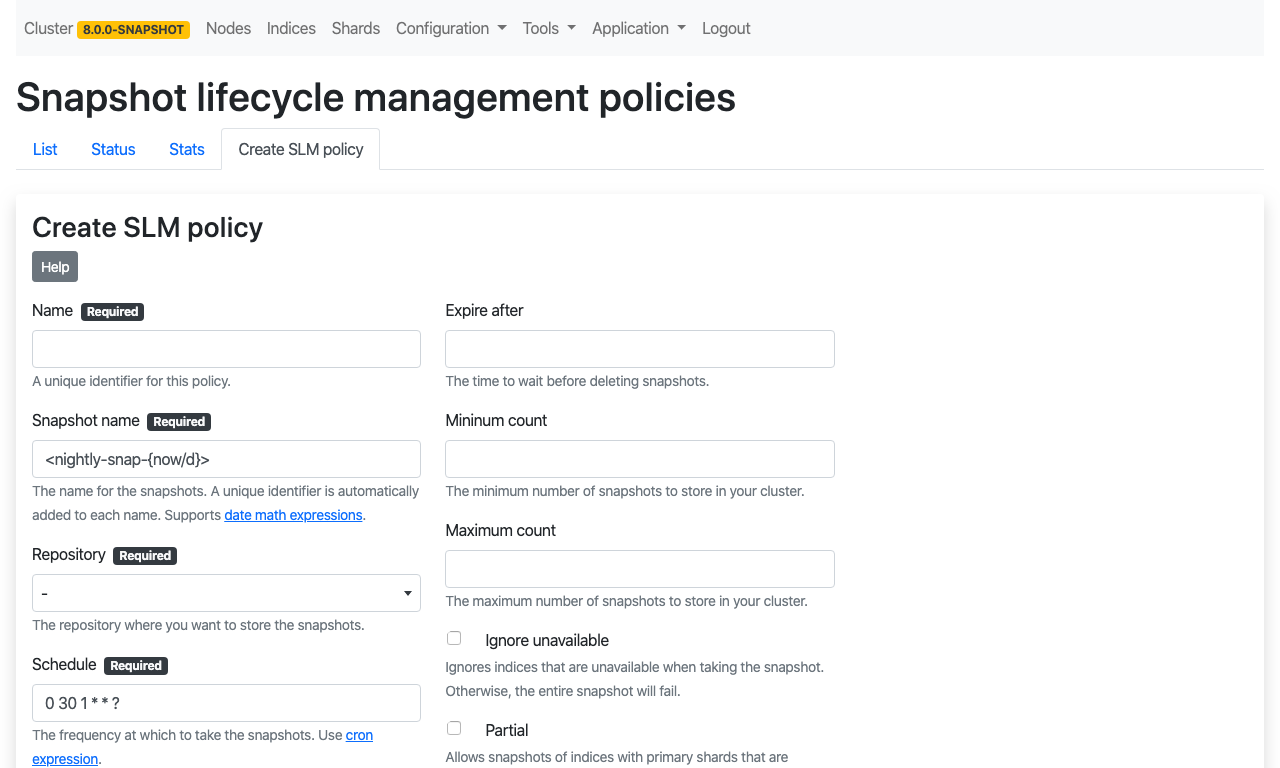 Cluster 8.0.0-SNAPSHOT Nodes Indices Shards Configuration Tools Application Logout
Snapshot lifecycle management policies
List Status Stats Create SLM policy
Create SLM policy
Help
Name Required
A unique identifier for this policy.
Snapshot name Required
<nightly-snap-{now/d}>
The name for the snapshots. A unique identifier is automatically
added to each name. Supports date math expressions.
Repository Required
-
The repository where you want to store the snapshots.
Schedule Required
0 30 1 * * ?
The frequency at which to take the snapshots. Use cron
expression.
Expire after
The time to wait before deleting snapshots.
Mininum count
The minimum number of snapshots to store in your cluster.
Maximum count
The maximum number of snapshots to store in your cluster.
Ignore unavailable
Ignores indices that are unavailable when taking the snapshot.
Otherwise, the entire snapshot will fail.
Partial
Allows snapshots of indices with primary shards that are